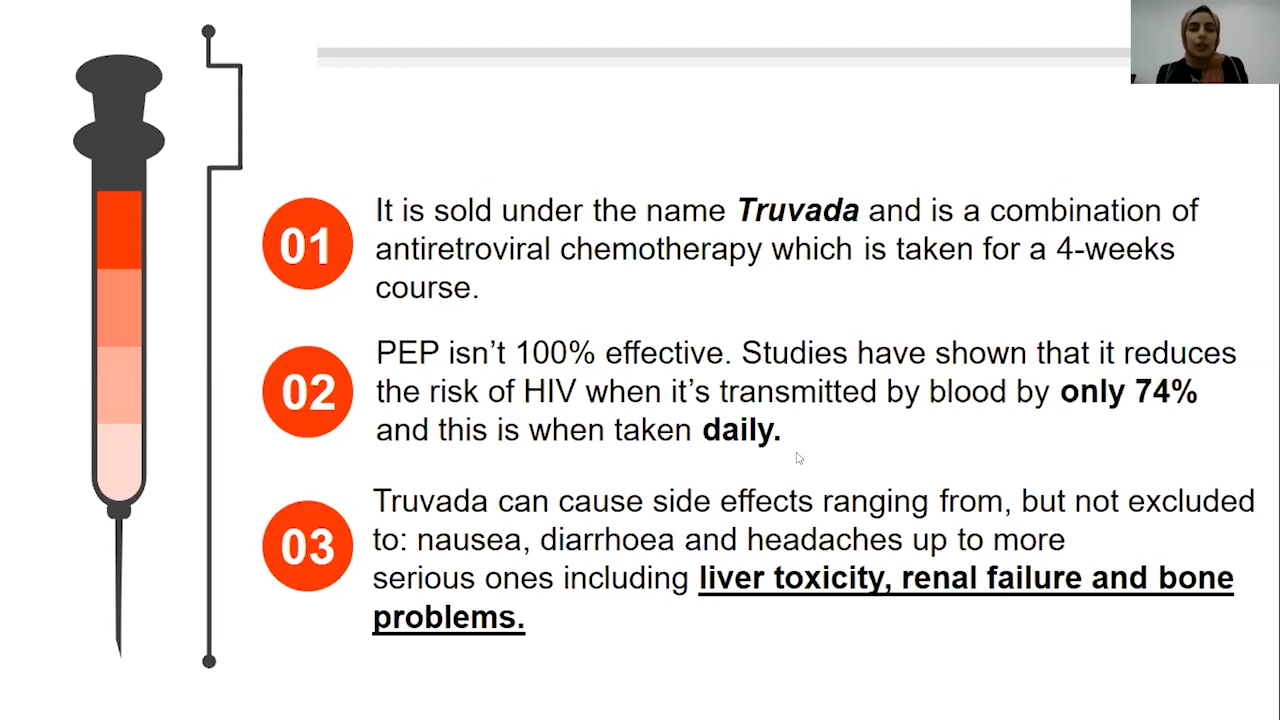 01
It is sold under the name Truvada and is a combination of
antiretroviral chemotherapy which is taken for a 4-weeks
course.
02
PEP isn’t 100% effective. Studies have shown that it reduces
the risk of HIV when it’s transmitted by blood by only 74%
and this is when taken daily.
03
Truvada can cause side effects ranging from, but not excluded
to: nausea, diarrhoea and headaches up to more
serious ones including liver toxicity, renal failure and bone
problems.